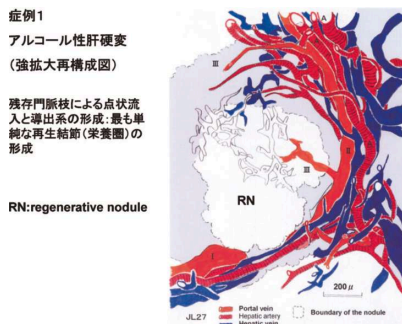 症例1
アルコール性肝硬変
(強拡大再構成図)
残存門脈枝による点状流
入と導出系の形成:最も単
純な再生結節(栄養圏)の
形成
RN:regenerative nodule
A
III
II
III
RN
I
200μ
JL27
Portal vein
Hepatic artery
Hepatic vein
Boundary of the nodule